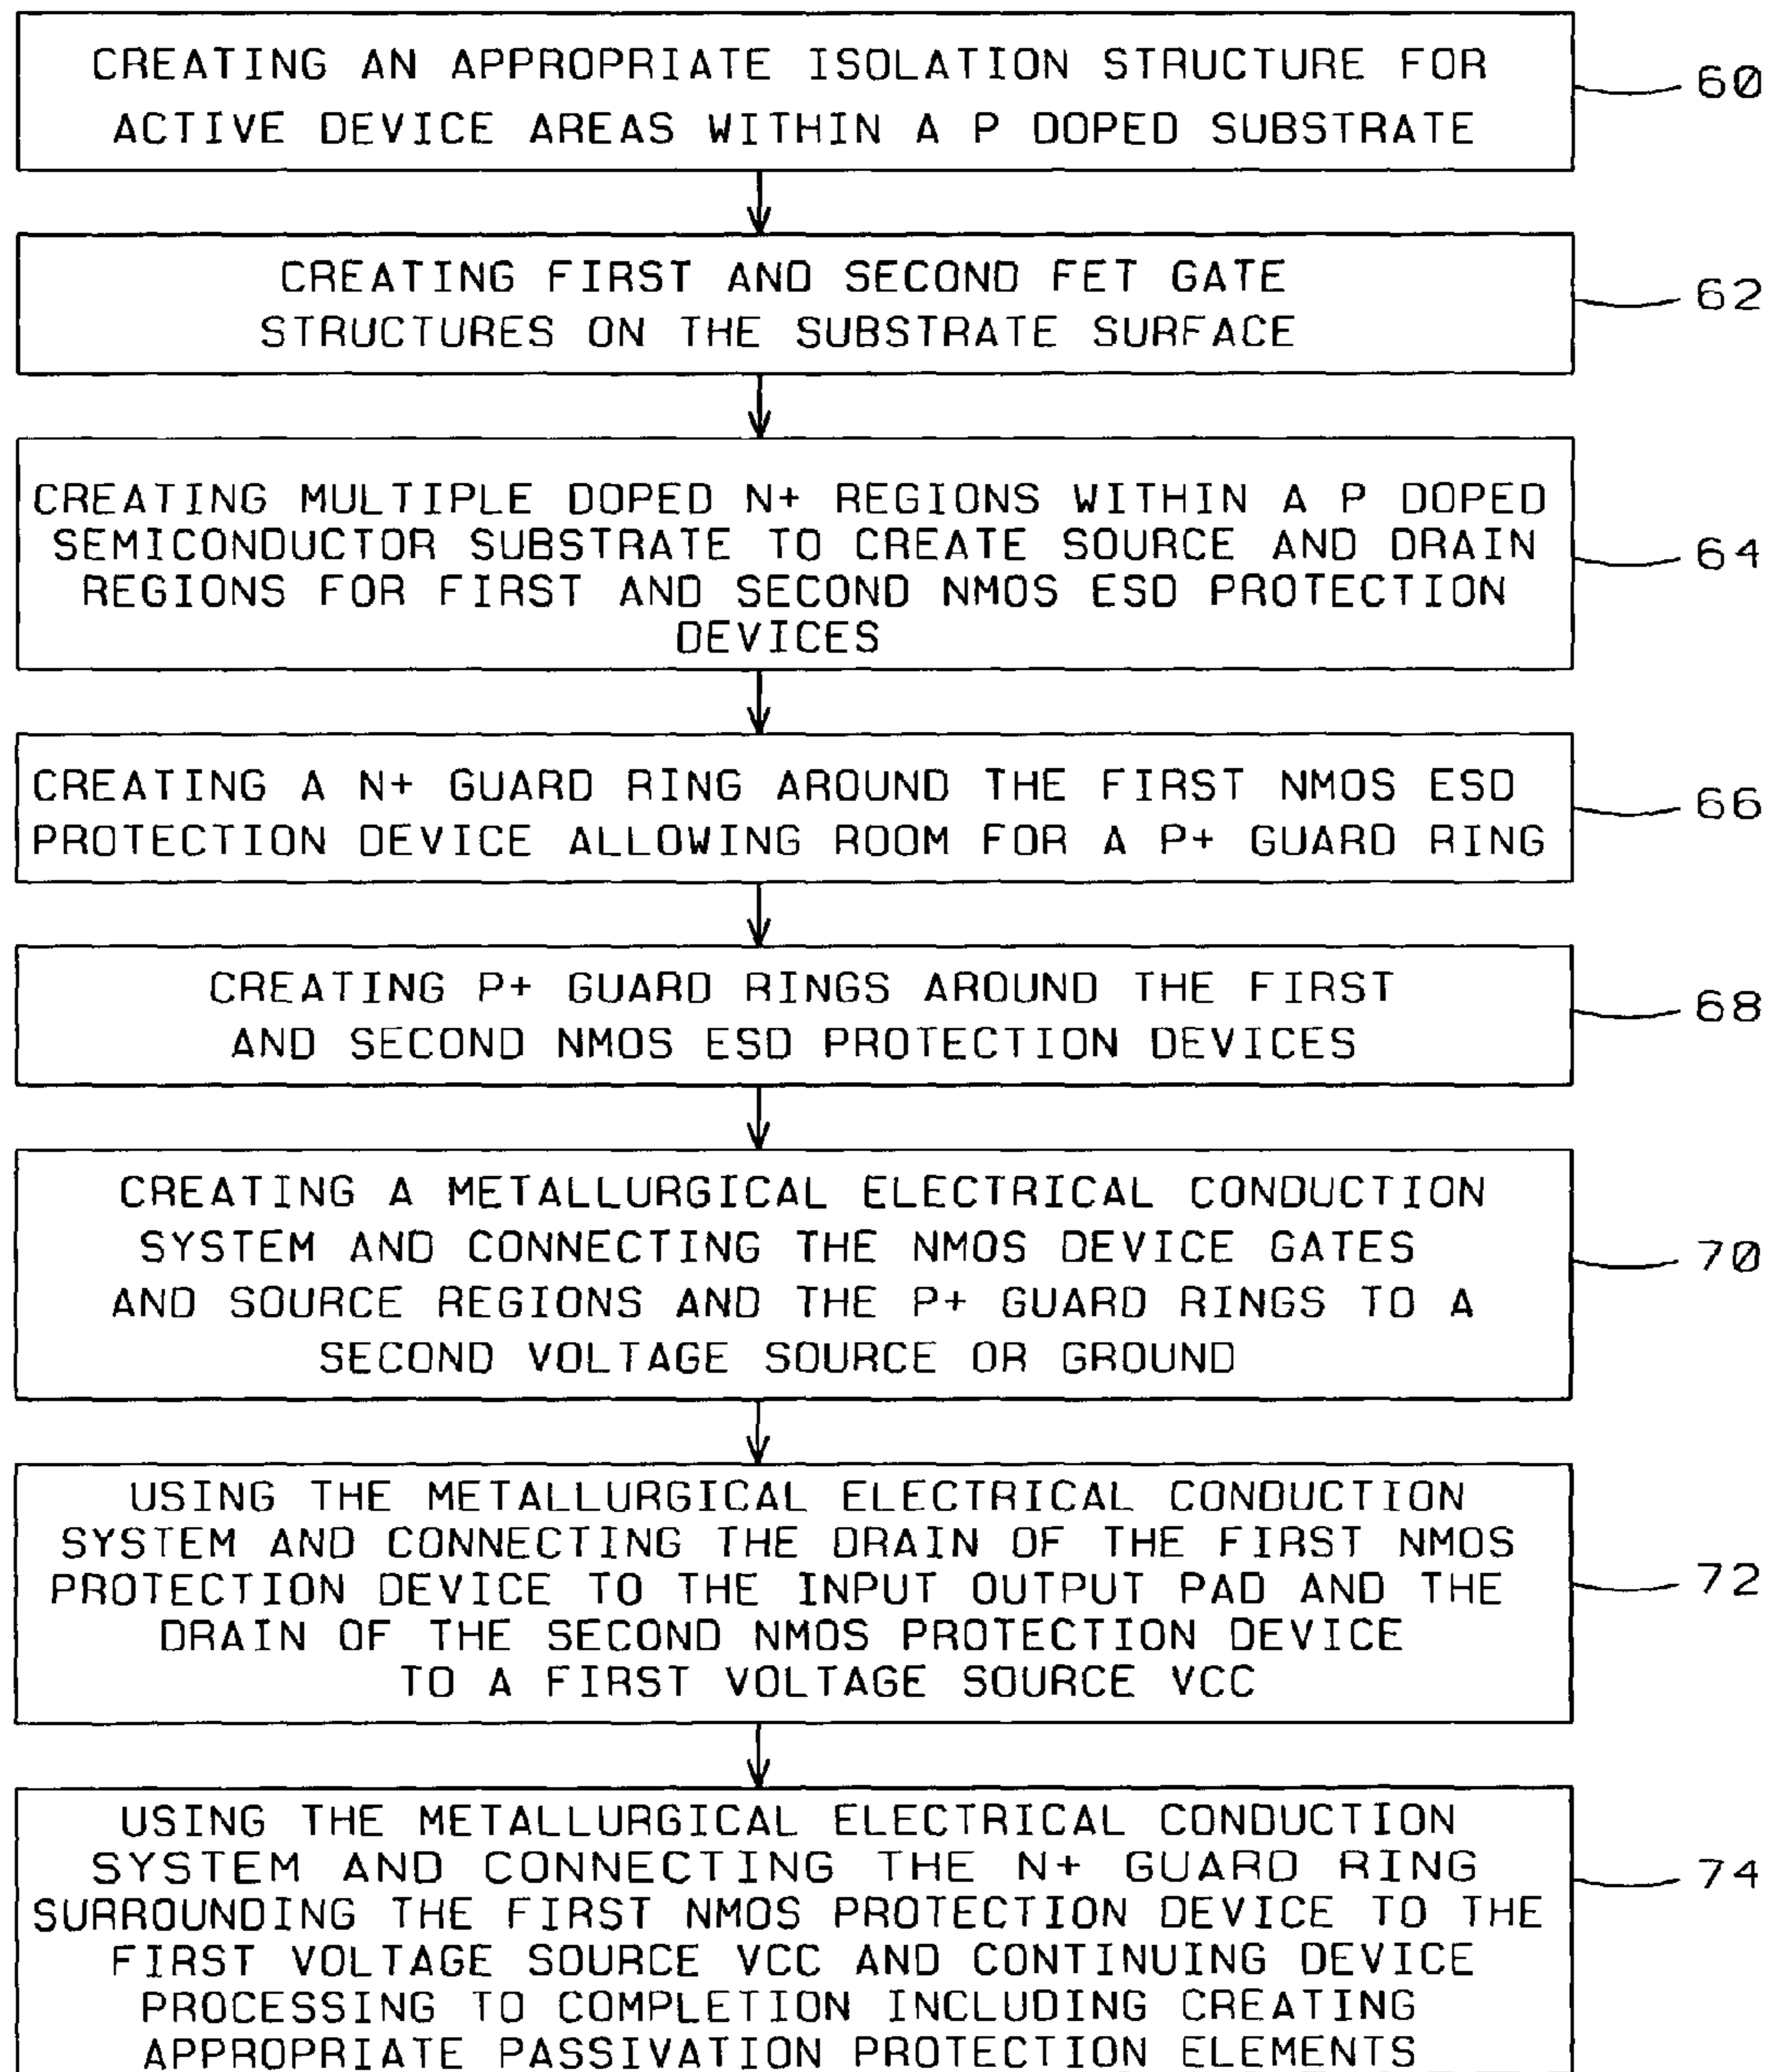 CREATING AN APPROPRIATE ISOLATION STRUCTURE FOR
ACTIVE DEVICE AREAS WITHIN A P DOPED SUBSTRATE
60
CREATING FIRST AND SECOND FET GATE
STRUCTURES ON THE SUBSTRATE SURFACE
62
CREATING MULTIPLE DOPED N+ REGIONS WITHIN A P DOPED
SEMICONDUCTOR SUBSTRATE TO CREATE SOURCE AND DRAIN
REGIONS FOR FIRST AND SECOND NMOS ESD PROTECTION
DEVICES
64
CREATING A N+ GUARD RING AROUND THE FIRST NMOS ESD
PROTECTION DEVICE ALLOWING ROOM FOR A P+ GUARD RING
66
CREATING P+ GUARD RINGS AROUND THE FIRST
AND SECOND NMOS ESD PROTECTION DEVICES
68
CREATING A METALLURGICAL ELECTRICAL CONDUCTION
SYSTEM AND CONNECTING THE NMOS DEVICE GATES
AND SOURCE REGIONS AND THE P+ GUARD RINGS TO A
SECOND VOLTAGE SOURCE OR GROUND
70
USING THE METALLURGICAL ELECTRICAL CONDUCTION
SYSTEM AND CONNECTING THE DRAIN OF THE FIRST NMOS
PROTECTION DEVICE TO THE INPUT OUTPUT PAD AND THE
DRAIN OF THE SECOND NMOS PROTECTION DEVICE
TO A FIRST VOLTAGE SOURCE VCC
72
USING THE METALLURGICAL ELECTRICAL CONDUCTION
SYSTEM AND CONNECTING THE N+ GUARD RING
SURROUNDING THE FIRST NMOS PROTECTION DEVICE TO THE
FIRST VOLTAGE SOURCE VCC AND CONTINUING DEVICE
PROCESSING TO COMPLETION INCLUDING CREATING
APPROPRIATE PASSIVATION PROTECTION ELEMENTS
74